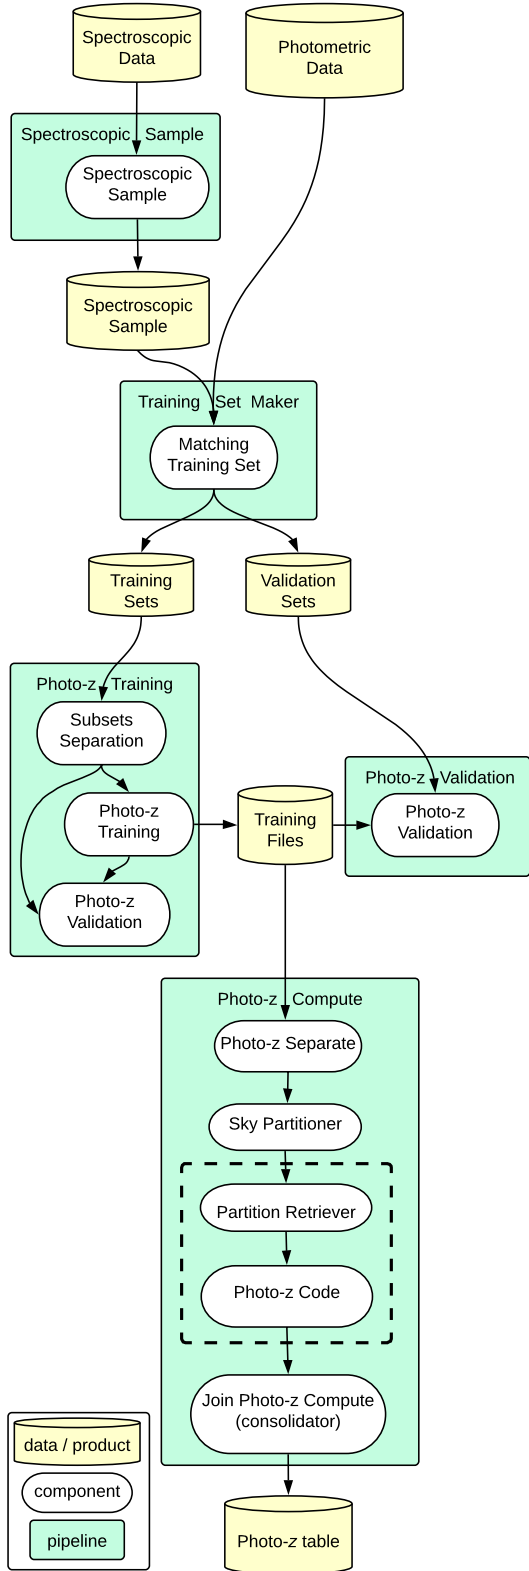 Spectroscopic
Data
Photometric
Data
Spectroscopic Sample
Spectroscopic
Sample
Spectroscopic
Sample
Training Set Maker
Matching
Training Set
Training
Sets
Validation
Sets
Photo-z Training
Subsets
Separation
Photo-z
Training
Photo-z
Validation
Training
Files
Photo-z Validation
Photo-z
Validation
Photo-z Compute
Photo-z Separate
Sky Partitioner
Partition Retriever
Photo-z Code
Join Photo-z Compute
(consolidator)
Photo-z table
data / product
component
pipeline